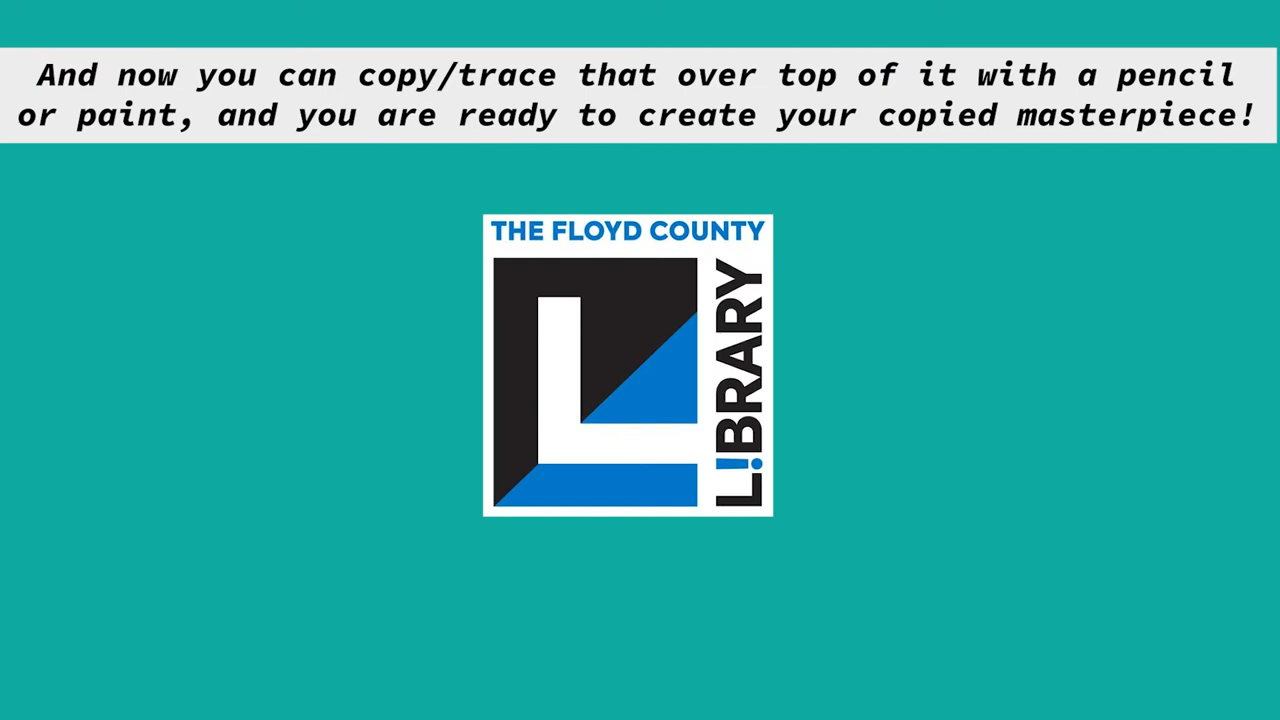 And now you can copy/trace that over top of it with a pencil
or paint, and you are ready to create your copied masterpiece!
THE FLOYD COUNTY
L!BRARY